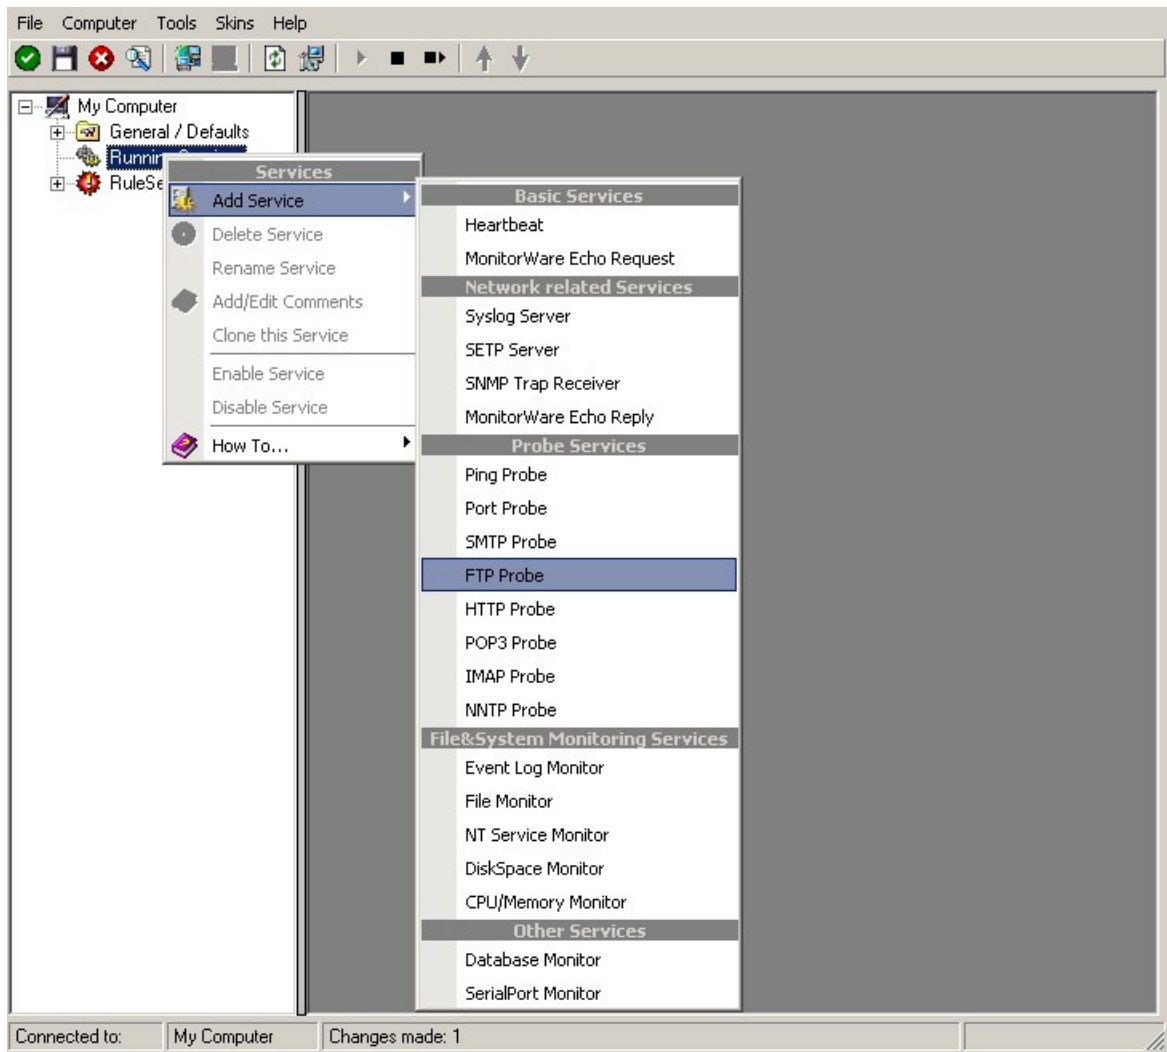 File Computer Tools Skins Help
My Computer
General / Defaults
Services
Add Service
Delete Service
Rename Service
Add/Edit Comments
Clone this Service
Enable Service
Disable Service
How To...
Basic Services
Heartbeat
MonitorWare Echo Request
Network related Services
Syslog Server
SETP Server
SNMP Trap Receiver
MonitorWare Echo Reply
Probe Services
Ping Probe
Port Probe
SMTP Probe
FTP Probe
HTTP Probe
POP3 Probe
IMAP Probe
NNTP Probe
File&System Monitoring Services
Event Log Monitor
File Monitor
NT Service Monitor
DiskSpace Monitor
CPU/Memory Monitor
Other Services
Database Monitor
SerialPort Monitor
Connected to: My Computer Changes made: 1